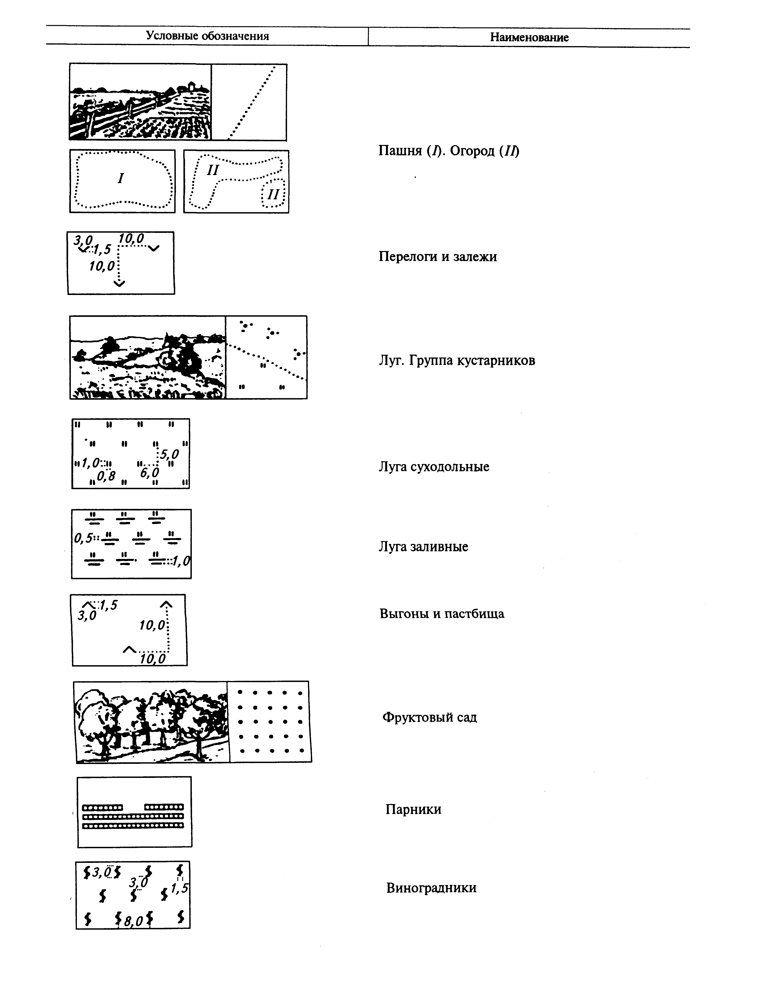 Условные обозначения Наименование
Пашня (I). Огород (II)
I
II
II
3,0 10,0
1,5
10,0
Перелоги и залежи
Луг. Группа кустарников
5,0
1,0
0,8 6,0
Луга суходольные
0,5
1,0
Луга заливные
1,5
3,0
10,0
10,0
Выгоны и пастбища
Фруктовый сад
Парники
3,0
3,0
1,5
8,0
Виноградники